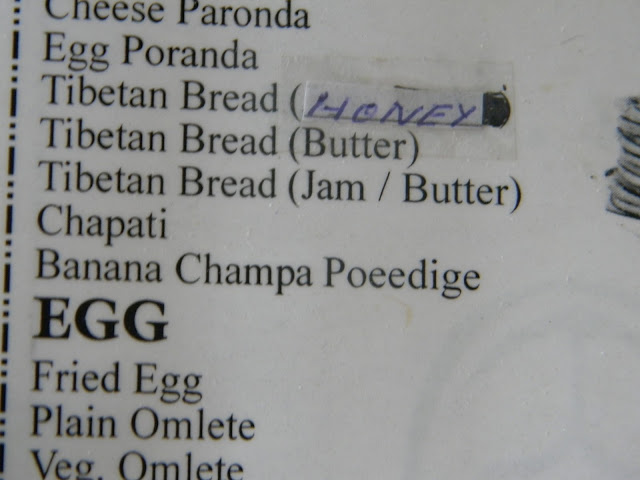 Cheese Paronda
Egg Poranda
Tibetan Bread (HONEY
Tibetan Bread (Butter)
Tibetan Bread (Jam / Butter)
Chapati
Banana Champa Poeedige
EGG
Fried Egg
Plain Omlete
Veg. Omlete